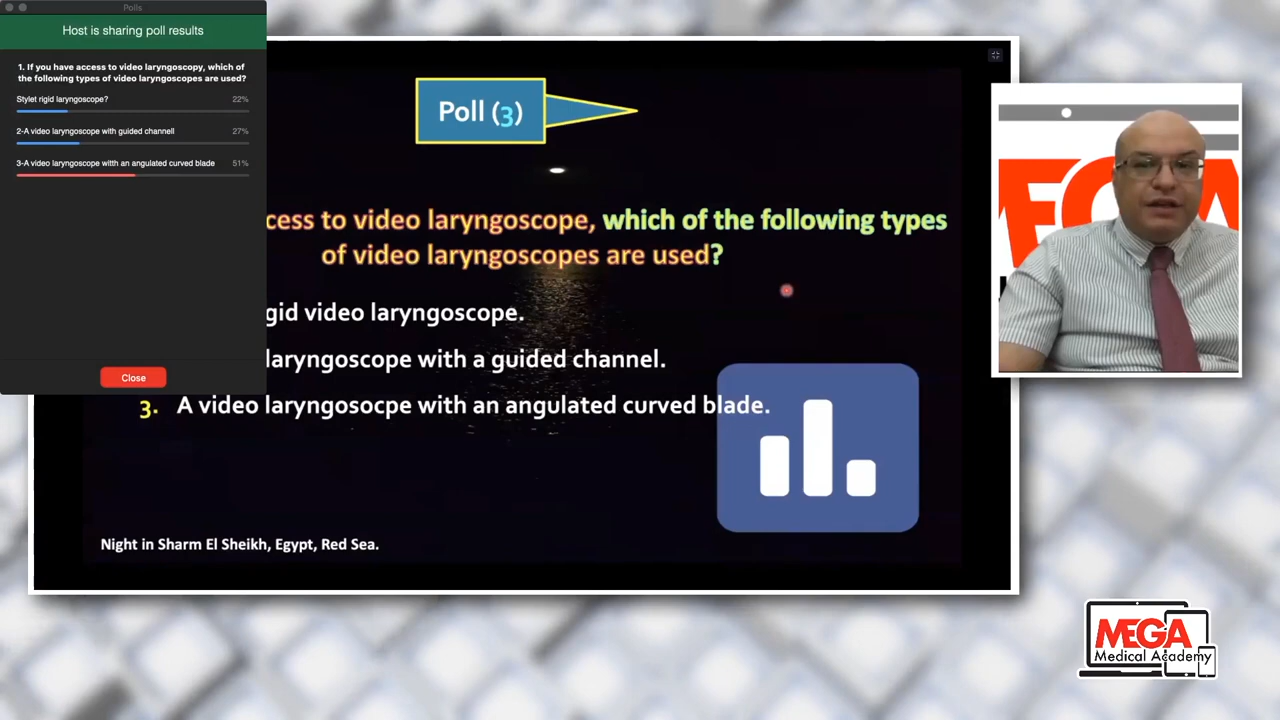 Polls
Host is sharing poll results
1. If you have access to video laryngoscopy, which of
the following types of video laryngoscopes are used?
Stylet rigid laryngoscope?
22%
2-A video laryngoscope with guided channel
27%
3-A video laryngoscope with an angulated curved blade
51%
Close
Poll (3)
cess to video laryngoscope, which of the following types
of video laryngoscopes are used?
gid video laryngoscope.
laryngoscope with a guided channel.
3. A video laryngosocpe with an angulated curved blade.
Night in Sharm El Sheikh, Egypt, Red Sea.
MEGA
Medical Academy